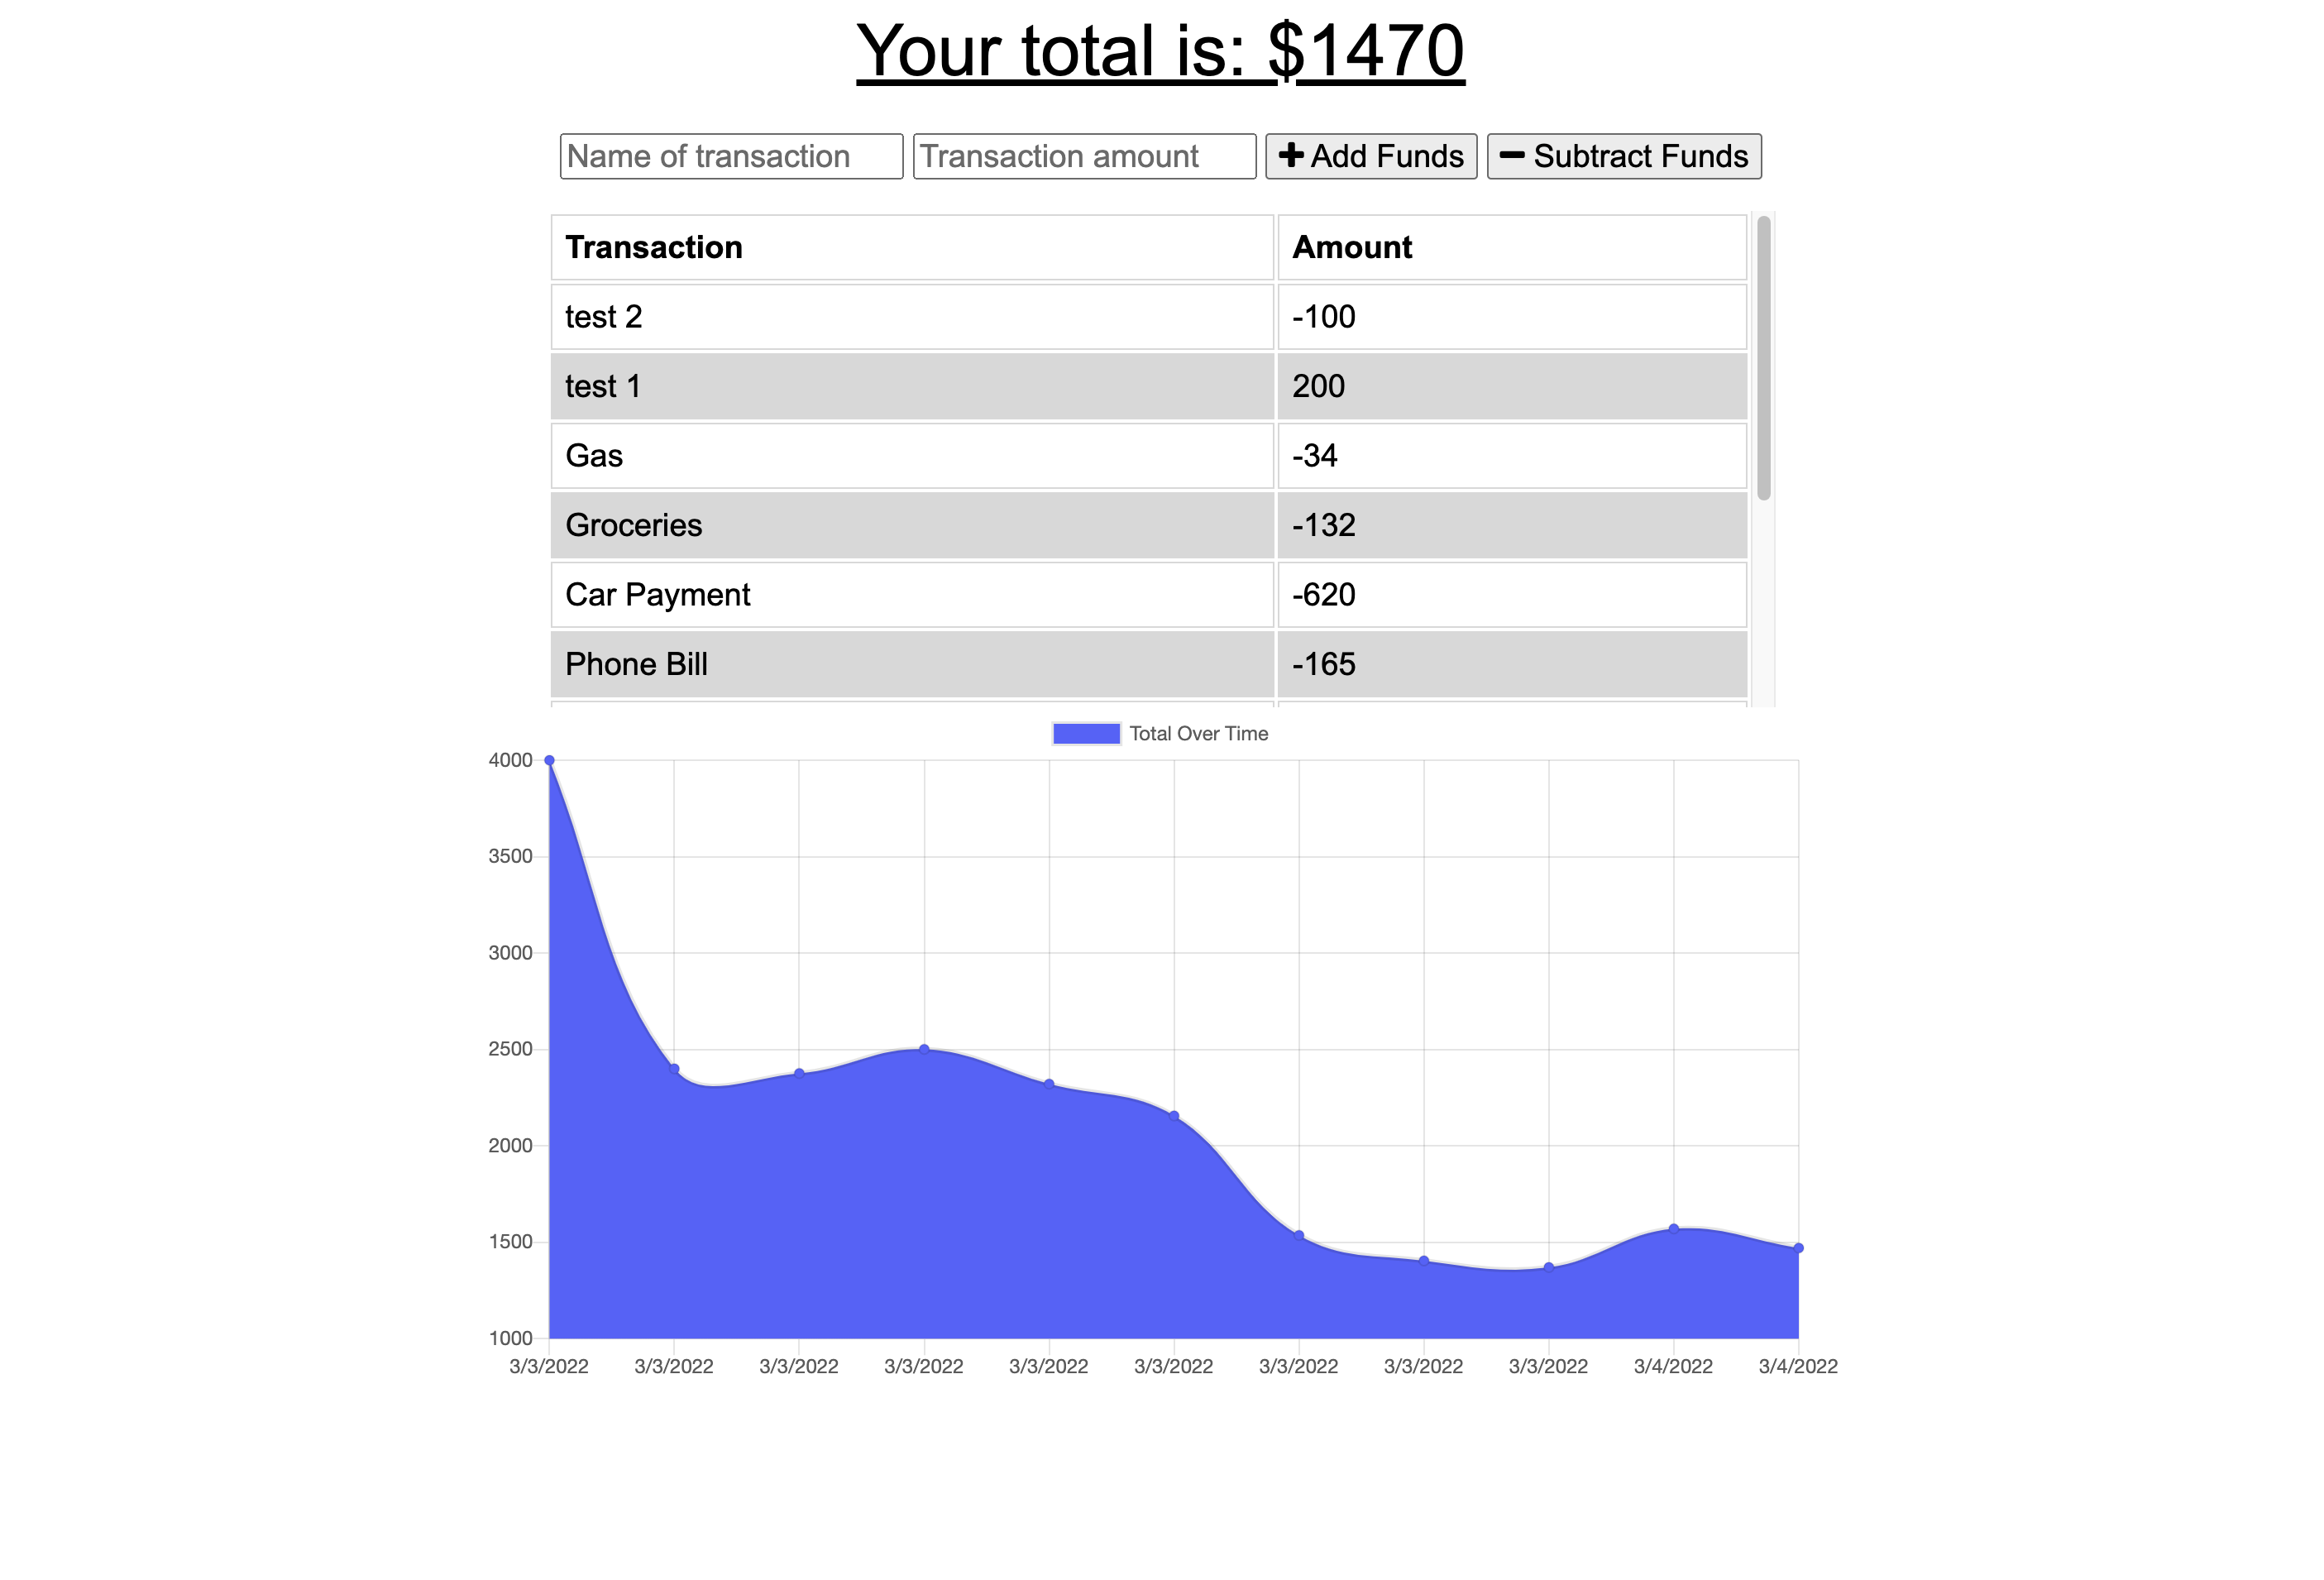 Your total is: $1470
Name of transaction Transaction amount + Add Funds − Subtract Funds
Transaction Amount
test 2 -100
test 1 200
Gas -34
Groceries -132
Car Payment -620
Phone Bill -165
Total Over Time
4000
3500
3000
2500
2000
1500
1000
3/3/2022 3/3/2022 3/3/2022 3/3/2022 3/3/2022 3/3/2022 3/3/2022 3/3/2022 3/3/2022 3/4/2022 3/4/2022